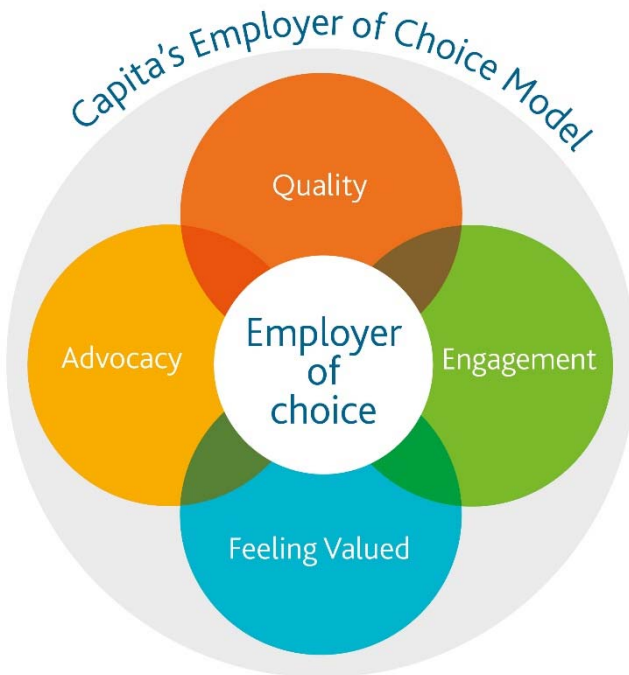 Capita's Employer of Choice Model
Quality
Advocacy
Employer
of
choice
Engagement
Feeling Valued